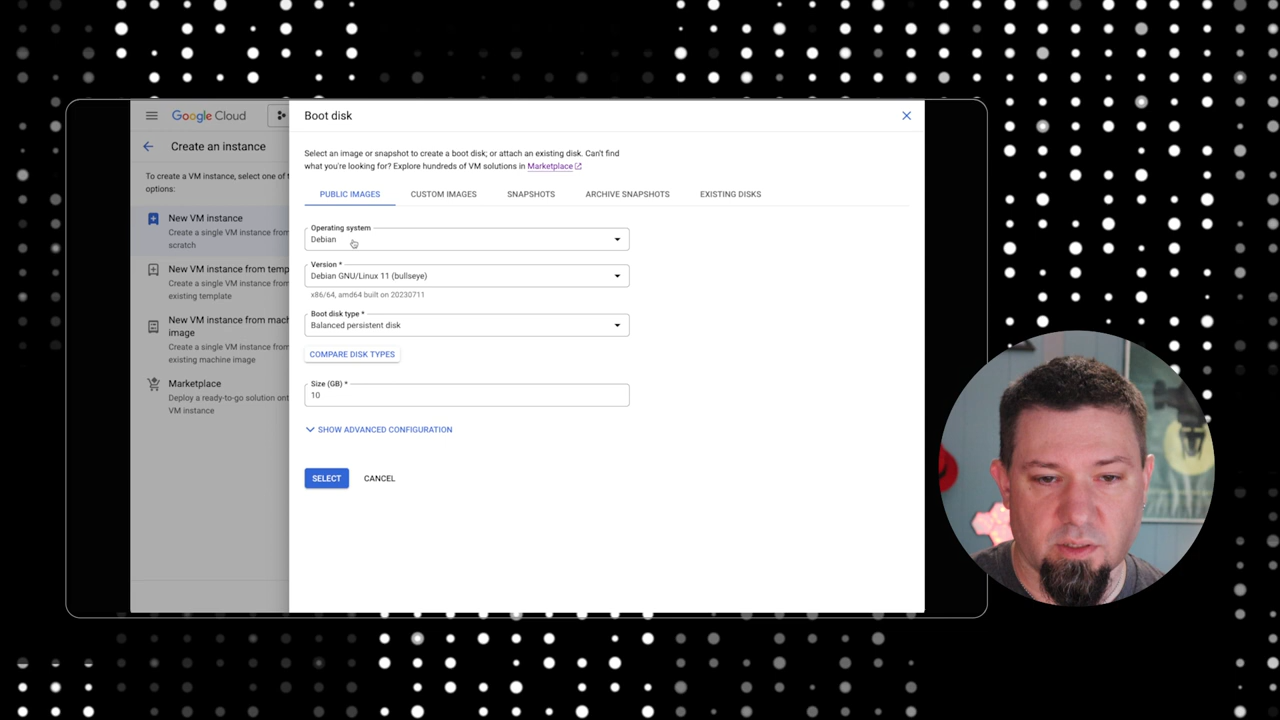 Google Cloud
Create an instance
To create a VM instance, select one of t
options:
New VM instance
Create a single VM instance from
scratch
New VM instance from temp
Create a single VM instance from
existing template
New VM instance from mach
image
Create a single VM instance from
existing machine image
Marketplace
Deploy a ready-to-go solution ont
VM instance
Boot disk
Select an image or snapshot to create a boot disk; or attach an existing disk. Can't find
what you're looking for? Explore hundreds of VM solutions in Marketplace
PUBLIC IMAGES CUSTOM IMAGES SNAPSHOTS ARCHIVE SNAPSHOTS EXISTING DISKS
Operating system
Debian
Version *
Debian GNU/Linux 11 (bullseye)
x86/64, amd64 built on 20230711
Boot disk type *
Balanced persistent disk
COMPARE DISK TYPES
Size (GB) *
10
SHOW ADVANCED CONFIGURATION
SELECT CANCEL